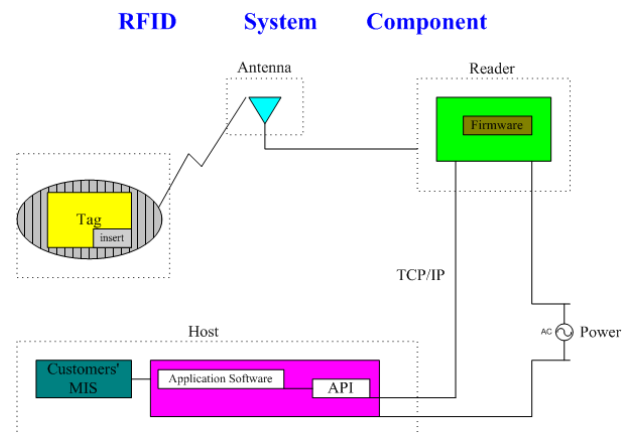 RFID System Component
Antenna
Reader
Firmware
Tag
insert
TCP/IP
Host
AC
Power
Customers'
MIS
Application Software
API